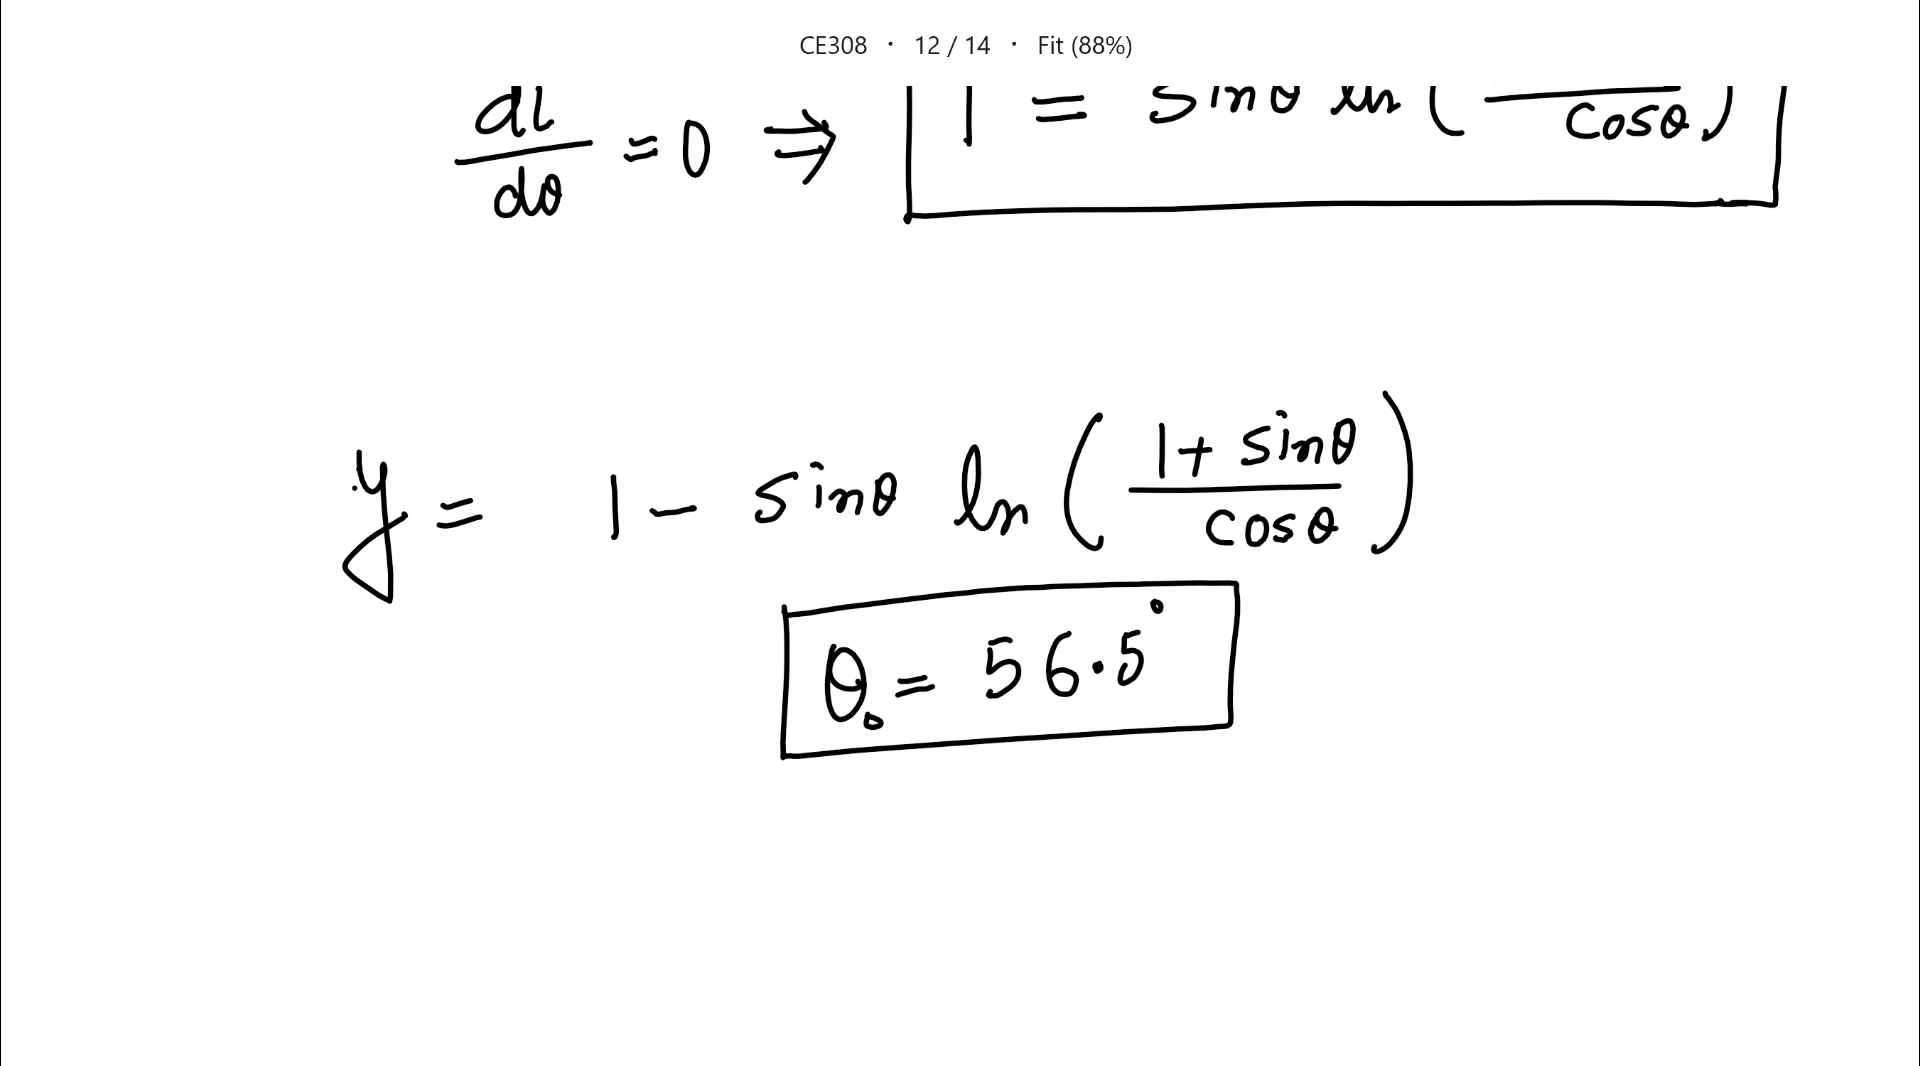 CE308 · 12 / 14 · Fit (88%)
dL/dθ = 0 ⇒ 1 = sinθ ln ( / cosθ )
y = 1 - sinθ ln ( (1 + sinθ) / cosθ )
θ₀ = 56.5°